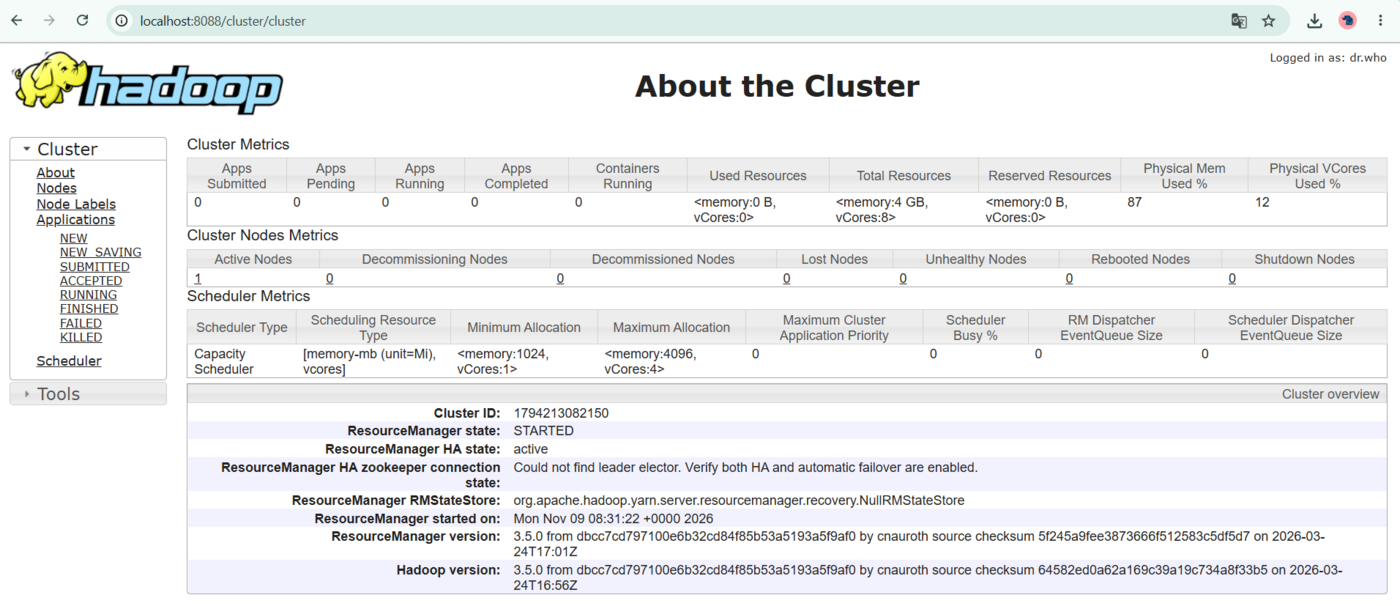 localhost:8088/cluster/cluster
Logged in as: dr.who
hadoop
About the Cluster
Cluster
About
Nodes
Node Labels
Applications
NEW
NEW_SAVING
SUBMITTED
ACCEPTED
RUNNING
FINISHED
FAILED
KILLED
Scheduler
Tools
Cluster Metrics
Apps Submitted Apps Pending Apps Running Apps Completed Containers Running Used Resources Total Resources Reserved Resources Physical Mem Used % Physical VCores Used %
0 0 0 0 0 <memory:0 B, vCores:0> <memory:4 GB, vCores:8> <memory:0 B, vCores:0> 87 12
Cluster Nodes Metrics
Active Nodes Decommissioning Nodes Decommissioned Nodes Lost Nodes Unhealthy Nodes Rebooted Nodes Shutdown Nodes
1 0 0 0 0 0 0
Scheduler Metrics
Scheduler Type Scheduling Resource Type Minimum Allocation Maximum Allocation Maximum Cluster Application Priority Scheduler Busy % RM Dispatcher EventQueue Size Scheduler Dispatcher EventQueue Size
Capacity Scheduler [memory-mb (unit=Mi), vcores] <memory:1024, vCores:1> <memory:4096, vCores:4> 0 0 0 0
Cluster overview
Cluster ID: 1794213082150
ResourceManager state: STARTED
ResourceManager HA state: active
ResourceManager HA zookeeper connection state: Could not find leader elector. Verify both HA and automatic failover are enabled.
ResourceManager RMStateStore: org.apache.hadoop.yarn.server.resourcemanager.recovery.NullRMStateStore
ResourceManager started on: Mon Nov 09 08:31:22 +0000 2026
ResourceManager version: 3.5.0 from dbcc7cd797100e6b32cd84f85b53a5193a5f9af0 by cnauroth source checksum 5f245a9fee3873666f512583c5df5d7 on 2026-03-24T17:01Z
Hadoop version: 3.5.0 from dbcc7cd797100e6b32cd84f85b53a5193a5f9af0 by cnauroth source checksum 64582ed0a62a169c39a19c734a8f33b5 on 2026-03-24T16:56Z